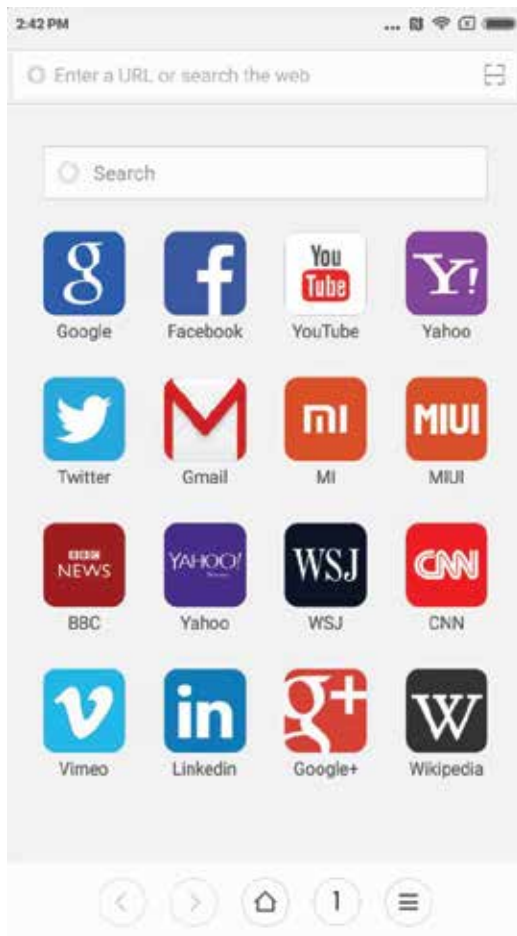 2:42 PM ...
Enter a URL or search the web
Search
g f You Tube Y!
Google Facebook YouTube Yahoo
M mi MIUI
Twitter Gmail MI MIUI
BBC NEWS YAHOO! WSJ CNN
BBC Yahoo WSJ CNN
v in g+ W
Vimeo Linkedin Google+ Wikipedia
1